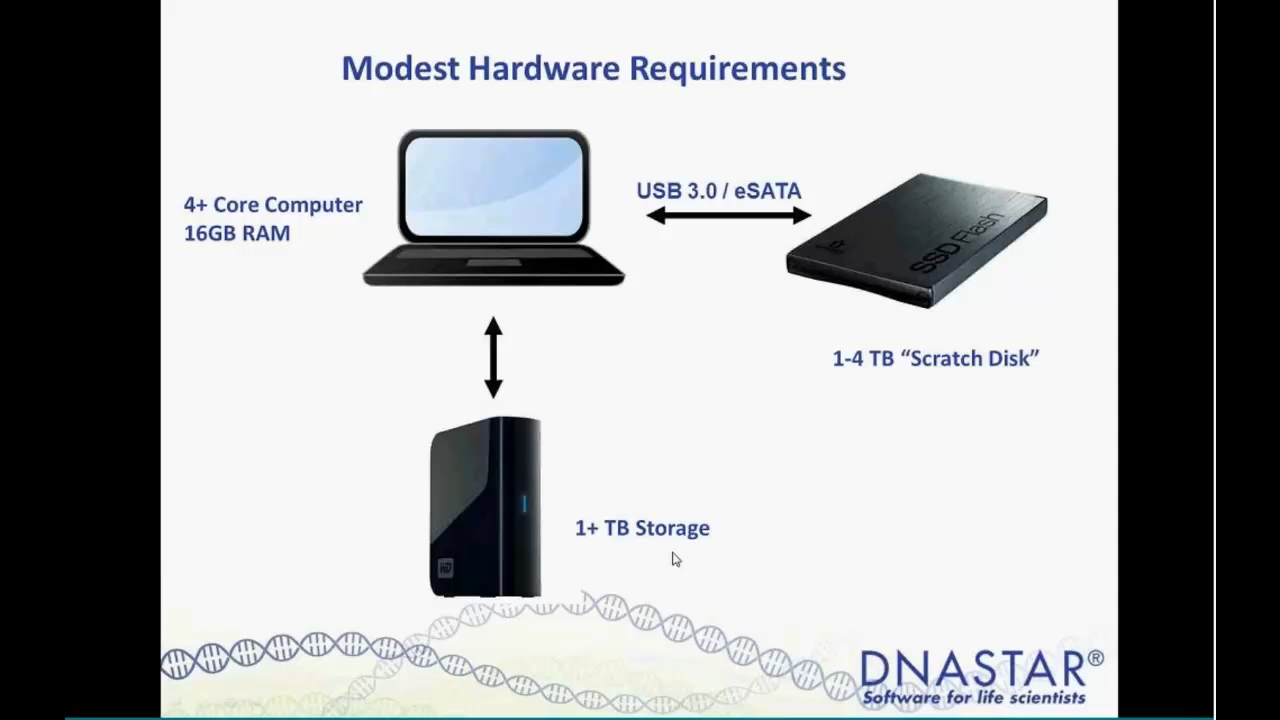 Modest Hardware Requirements
4+ Core Computer
16GB RAM
USB 3.0 / eSATA
SSD Flash
1-4 TB “Scratch Disk”
1+ TB Storage
WD
DNASTAR®
Software for life scientists